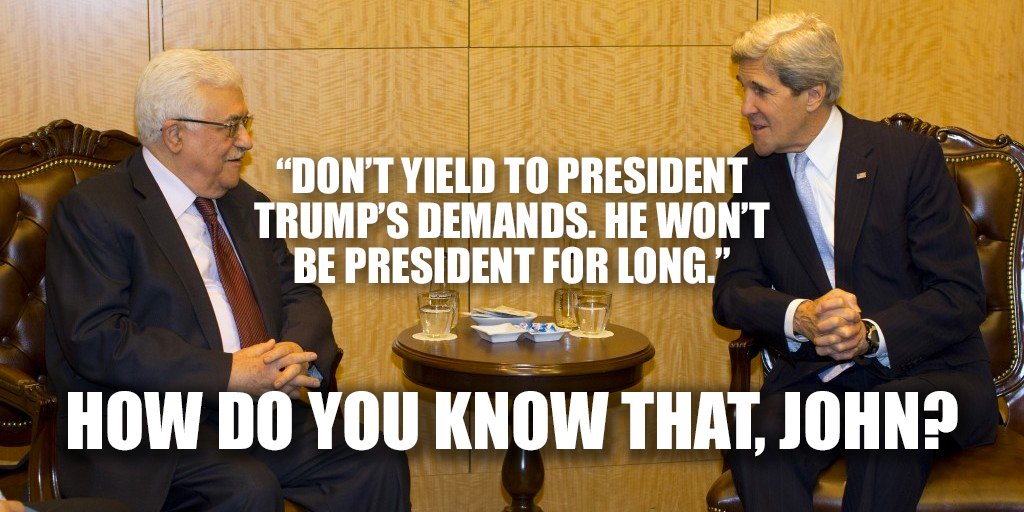 “DON’T YIELD TO PRESIDENT
TRUMP’S DEMANDS. HE WON’T
BE PRESIDENT FOR LONG.”
HOW DO YOU KNOW THAT, JOHN?